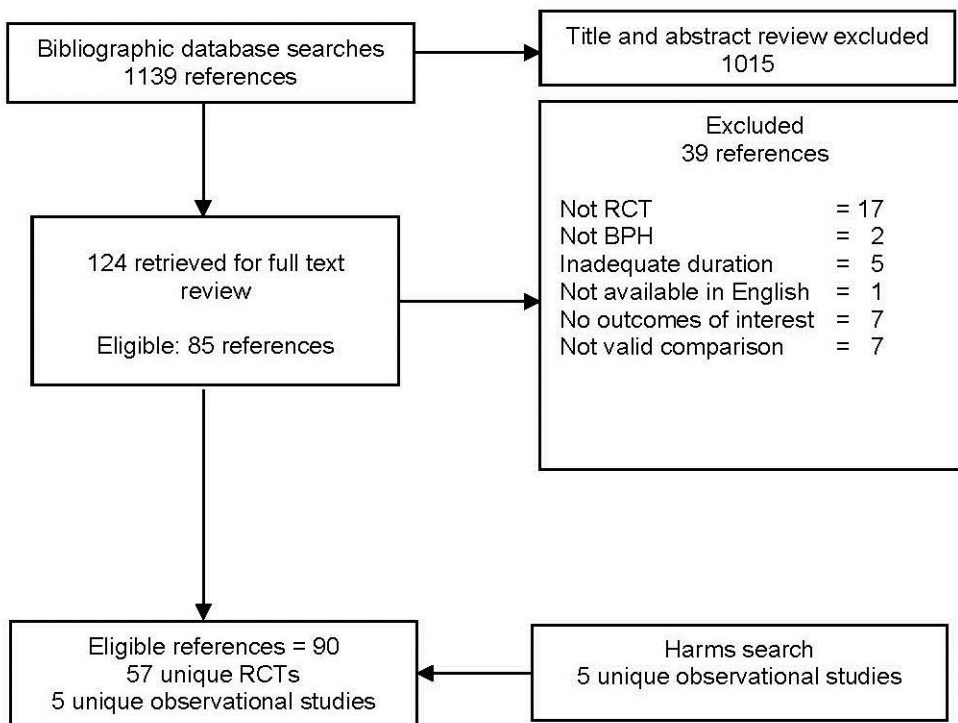 Bibliographic database searches
1139 references
Title and abstract review excluded
1015
Excluded
39 references
Not RCT = 17
Not BPH = 2
Inadequate duration = 5
Not available in English = 1
No outcomes of interest = 7
Not valid comparison = 7
124 retrieved for full text
review
Eligible: 85 references
Eligible references = 90
57 unique RCTs
5 unique observational studies
Harms search
5 unique observational studies